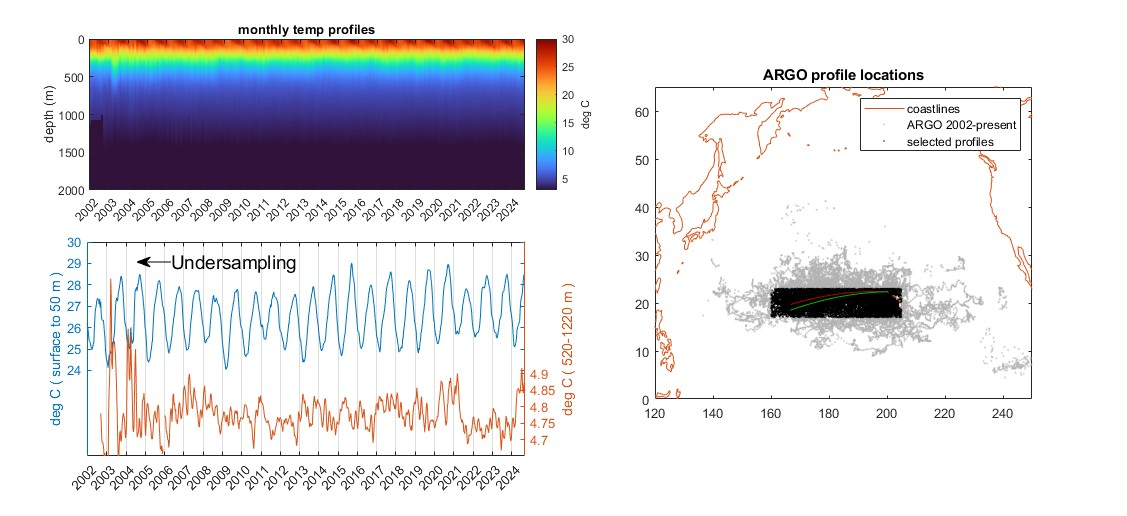 monthly temp profiles
0
500
1000
1500
2000
depth (m)
2002 2003 2004 2005 2006 2007 2008 2009 2010 2011 2012 2013 2014 2015 2016 2017 2018 2019 2020 2021 2022 2023 2024
30
25
20
15
10
5
deg C
30
29
28
27
26
25
24
deg C ( surface to 50 m )
Undersampling
4.9
4.85
4.8
4.75
4.7
deg C ( 520-1220 m )
2002 2003 2004 2005 2006 2007 2008 2009 2010 2011 2012 2013 2014 2015 2016 2017 2018 2019 2020 2021 2022 2023 2024
ARGO profile locations
coastlines
ARGO 2002-present
selected profiles
60
50
40
30
20
10
0
120 140 160 180 200 220 240